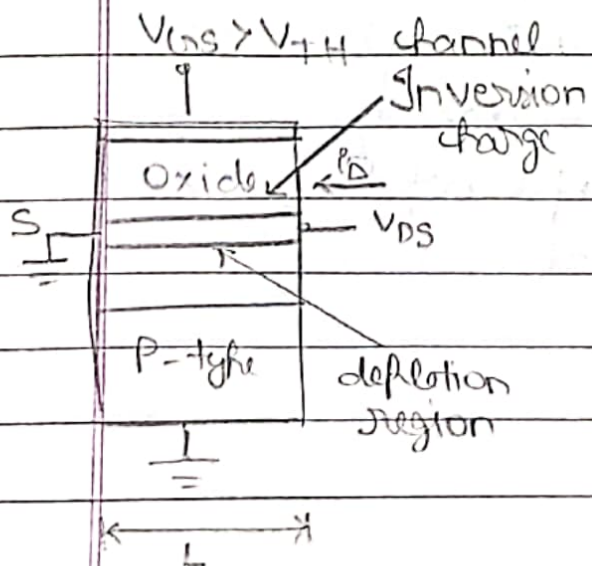 VGS > VTH channel
Inversion
charge
Oxide
iD
S
VDS
P-type
depletion
region
L